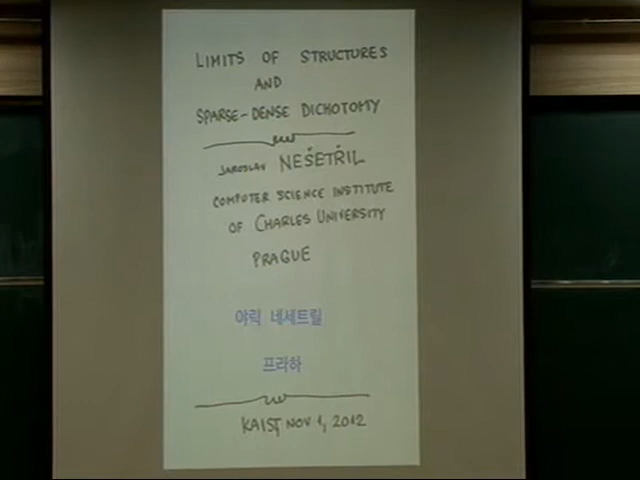 LIMITS OF STRUCTURES
AND
SPARSE-DENSE DICHOTOMY
JAROSLAV NEŠETŘIL
COMPUTER SCIENCE INSTITUTE
OF CHARLES UNIVERSITY
PRAGUE
야릭 네세트릴
프라하
KAIST, NOV 1, 2012